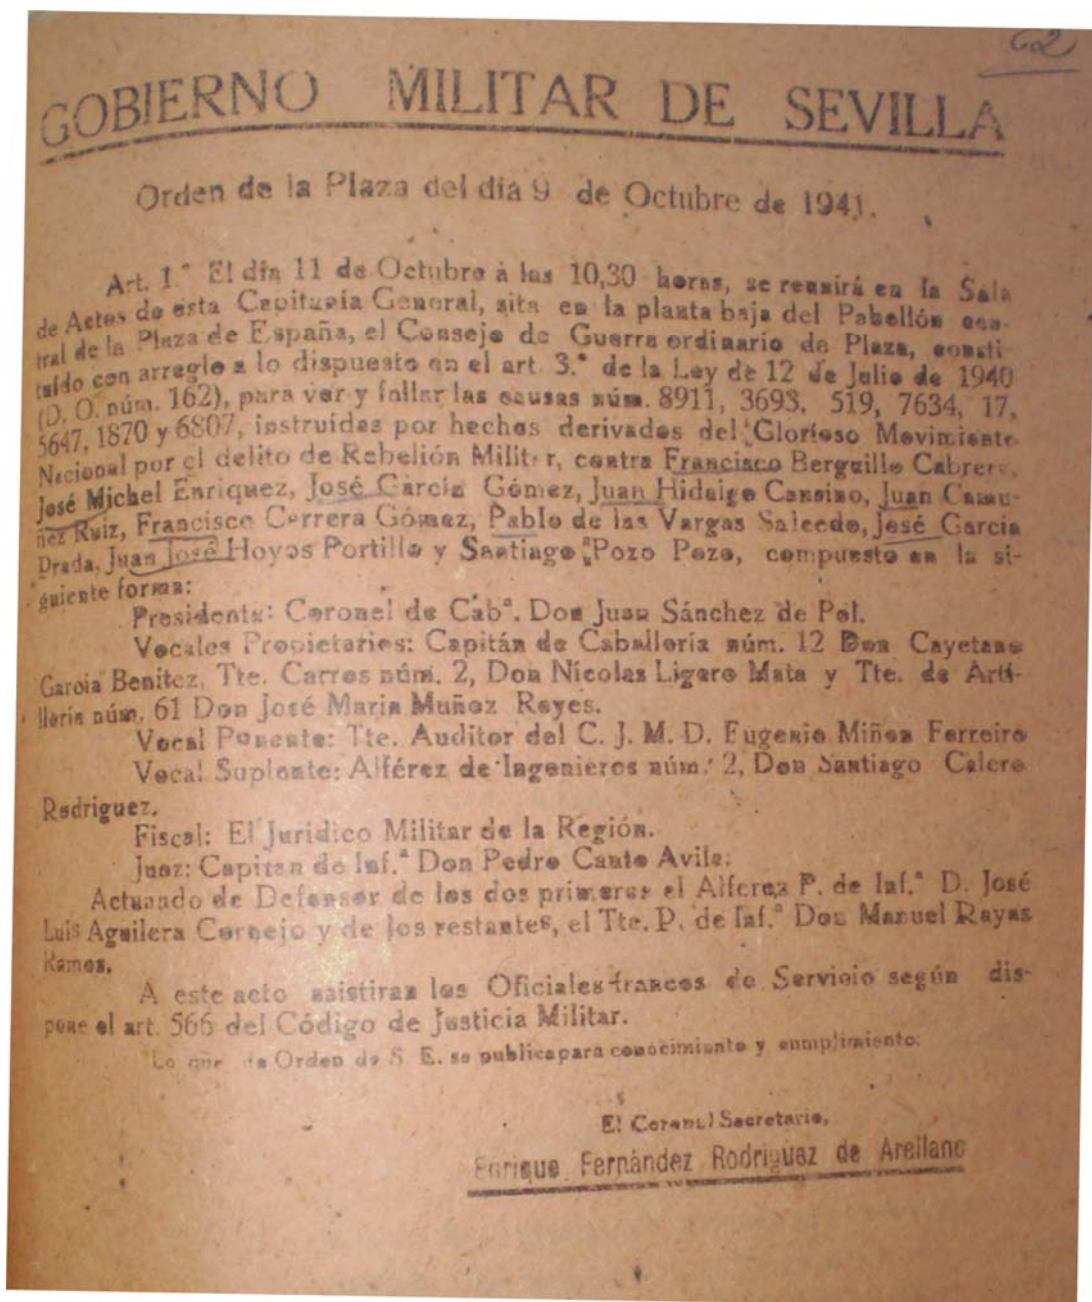 62
GOBIERNO MILITAR DE SEVILLA
Orden de la Plaza del día 9 de Octubre de 1941.
Art. 1.° El día 11 de Octubre à las 10,30 horas, se reunirá en la Sala
de Actos de esta Capitanía General, sita en la planta baja del Pabellón cen-
tral de la Plaza de España, el Consejo de Guerra ordinario de Plaza, consti-
tuído con arreglo a lo dispuesto en el art. 3.° de la Ley de 12 de Julio de 1940
(D. O. núm. 162), para ver y fallar las causas núm. 8911, 3693, 519, 7634, 17,
5647, 1870 y 6807, instruídas por hechos derivados del Glorioso Movimiento
Nacional por el delito de Rebelión Militar, contra Francisco Berguillo Cabrera,
José Michel Enriquez, José García Gómez, Juan Hidalgo Cansino, Juan Camu-
ñez Ruiz, Francisco Carrera Gómez, Pablo de las Vargas Salcedo, José Garcia
Prada, Juan José Hoyos Portillo y Santiago Pozo Pozo, compuesto en la si-
guiente forma:
Presidente: Coronel de Cabª. Don Juan Sánchez de Pol.
Vocales Propietarios: Capitán de Caballería núm. 12 Don Cayetano
Garcia Benitez, Tte. Carros núm. 2, Don Nicolas Ligero Mata y Tte. de Arti-
lleria núm. 61 Don José Maria Muñoz Reyes.
Vocal Ponente: Tte. Auditor del C. J. M. D. Eugenio Miñon Ferreiro
Vocal Suplente: Alférez de Ingenieros núm. 2, Don Santiago Calero
Rodriguez.
Fiscal: El Juridico Militar de la Región.
Juez: Capitan de Inf.ª Don Pedro Cante Avila.
Actuando de Defensor de los dos primeros el Alferez P. de Inf.ª D. José
Luis Aguilera Cornejo y de los restantes, el Tte. P. de Inf.ª Don Manuel Rayas
Ramos.
A este acto asistiran los Oficiales francos de Servicio según dis-
pone el art. 566 del Código de Justicia Militar.
Lo que de Orden de S. E. se publica para conocimiento y cumplimiento.
El Coronel Secretario,
Enrique Fernández Rodriguez de Arellano